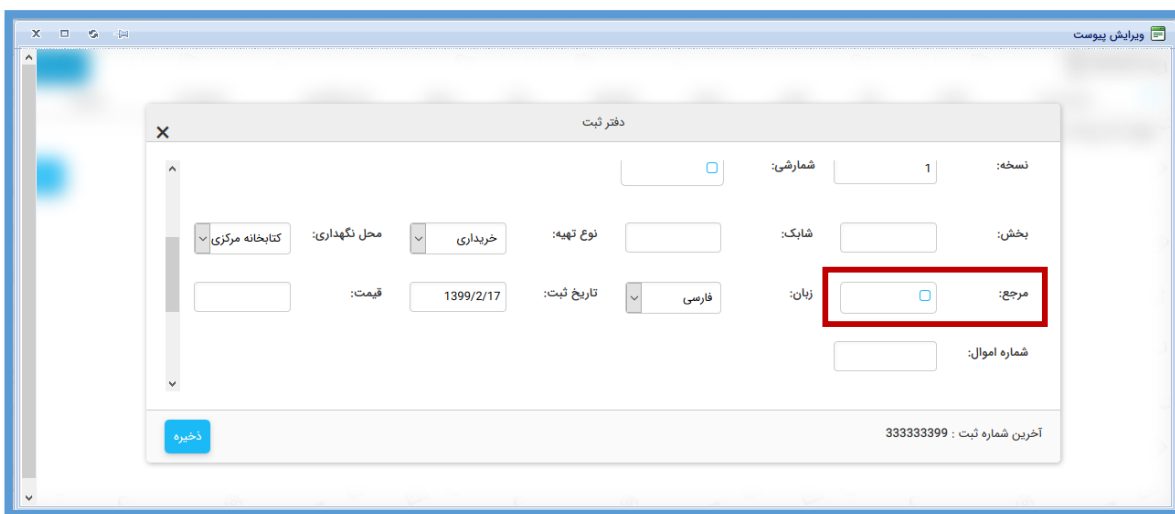 ویرایش پیوست
دفتر ثبت
نسخه: 1 شمارشی:
بخش: شابک: نوع تهیه: خریداری محل نگهداری: کتابخانه مرکزی
مرجع: زبان: فارسی تاریخ ثبت: 1399/2/17 قیمت:
شماره اموال:
آخرین شماره ثبت : 333333399 ذخیره